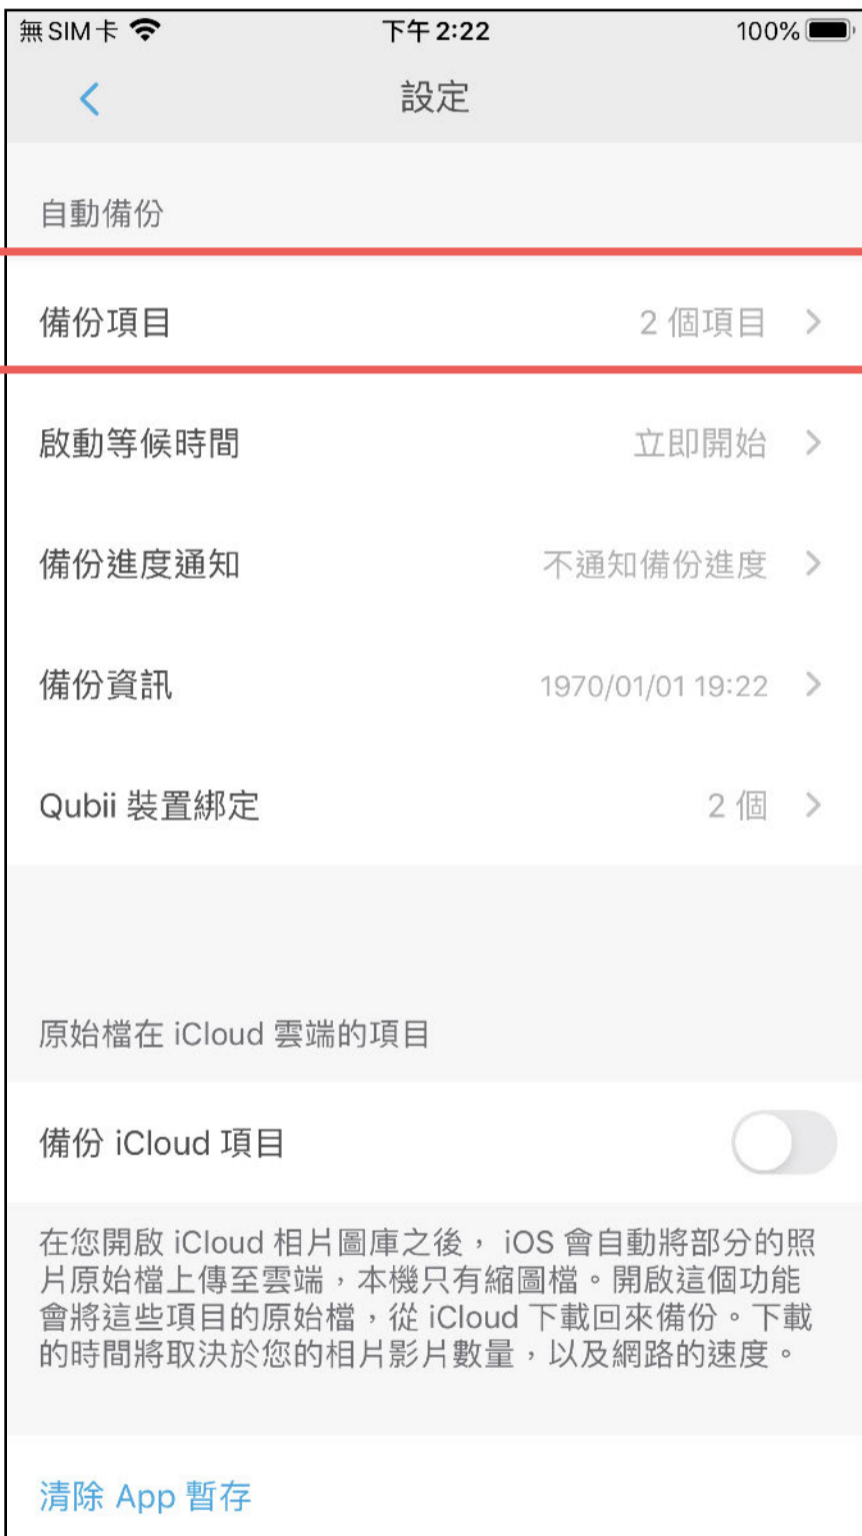 無 SIM 卡 下午 2:22 100%
設定
自動備份
備份項目 2 個項目
啟動等候時間 立即開始
備份進度通知 不通知備份進度
備份資訊 1970/01/01 19:22
Qubii 裝置綁定 2 個
原始檔在 iCloud 雲端的項目
備份 iCloud 項目
在您開啟 iCloud 相片圖庫之後， iOS 會自動將部分的照
片原始檔上傳至雲端，本機只有縮圖檔。開啟這個功能
會將這些項目的原始檔，從 iCloud 下載回來備份。下載
的時間將取決於您的相片影片數量，以及網路的速度。
清除 App 暫存